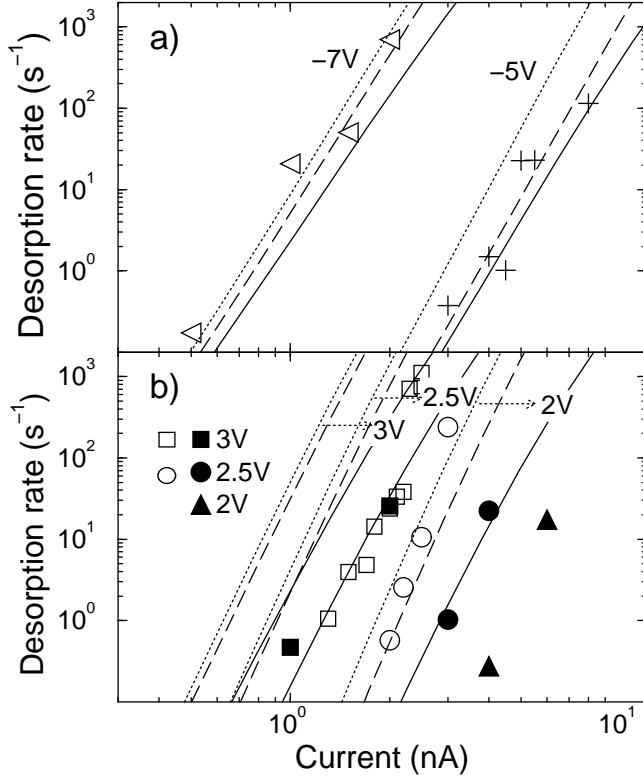 a)
−7V
−5V
Desorption rate (s⁻¹)
10³
10²
10¹
10⁰
b)
2.5V
2V
3V
3V
2.5V
2V
Desorption rate (s⁻¹)
10³
10²
10¹
10⁰
10⁰
10¹
Current (nA)